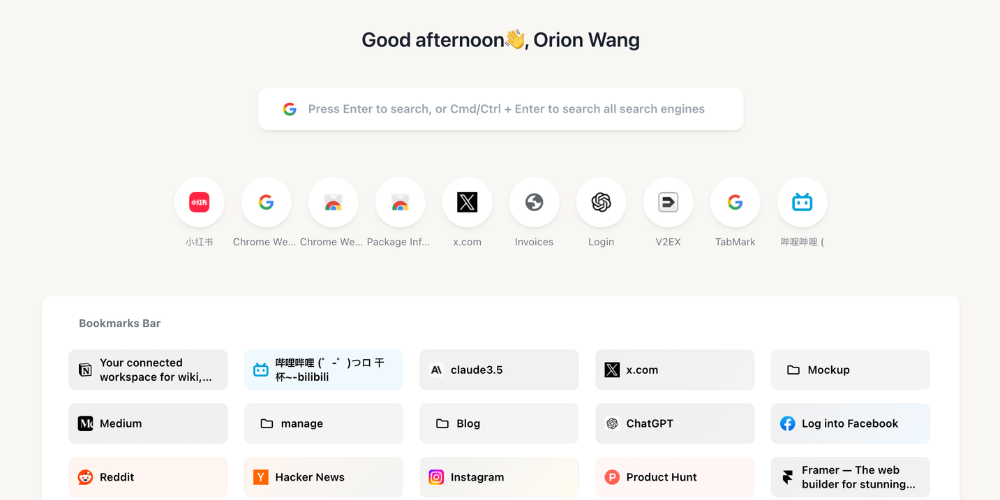 Good afternoon👋, Orion Wang
Press Enter to search, or Cmd/Ctrl + Enter to search all search engines
小红书
小红书
Chrome We...
Chrome We...
Package Inf...
x.com
Invoices
Login
V2EX
TabMark
哔哩哔哩 (
Bookmarks Bar
Your connected
workspace for wiki,...
哔哩哔哩 (゜-゜)つロ 干
杯~-bilibili
claude3.5
x.com
Mockup
Medium
manage
Blog
ChatGPT
Log into Facebook
Reddit
Hacker News
Instagram
Product Hunt
Framer — The web
builder for stunning...